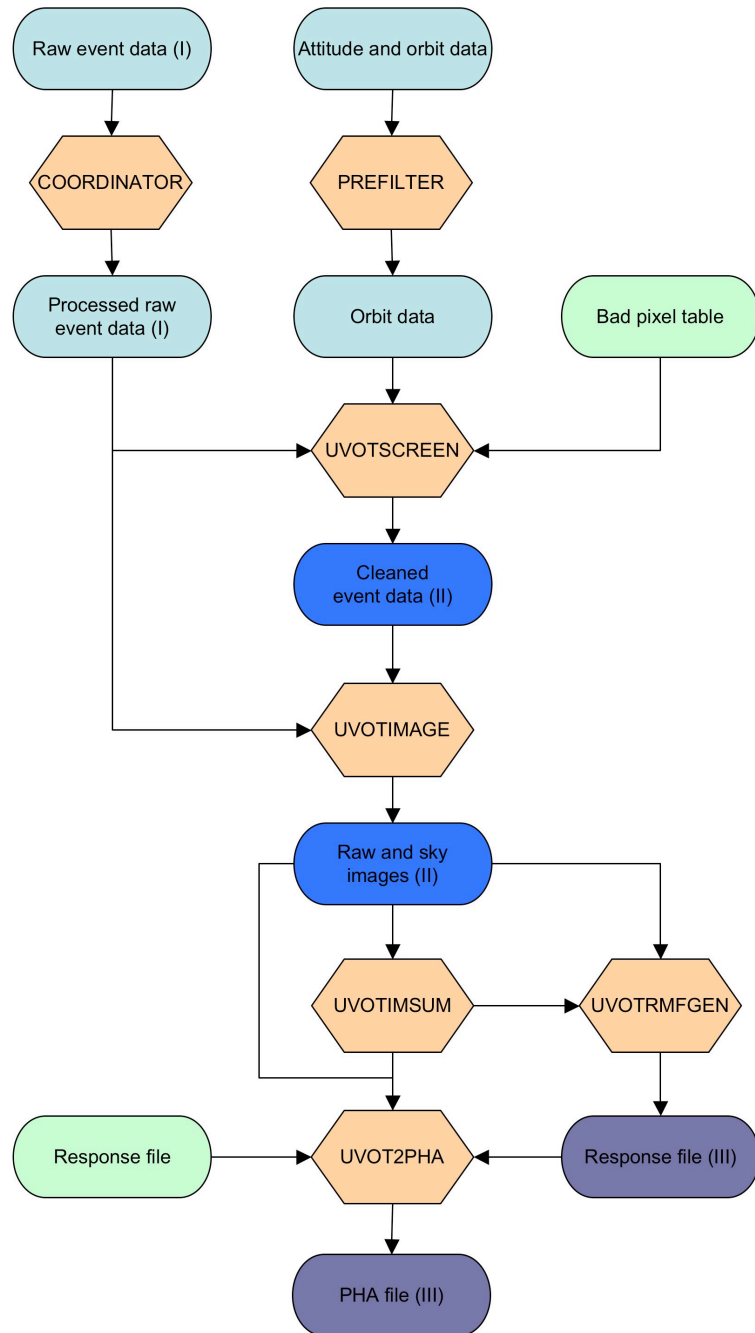 Raw event data (I)
Attitude and orbit data
COORDINATOR
PREFILTER
Processed raw
event data (I)
Orbit data
Bad pixel table
UVOTSCREEN
Cleaned
event data (II)
UVOTIMAGE
Raw and sky
images (II)
UVOTIMSUM
UVOTRMFGEN
Response file
UVOT2PHA
Response file (III)
PHA file (III)